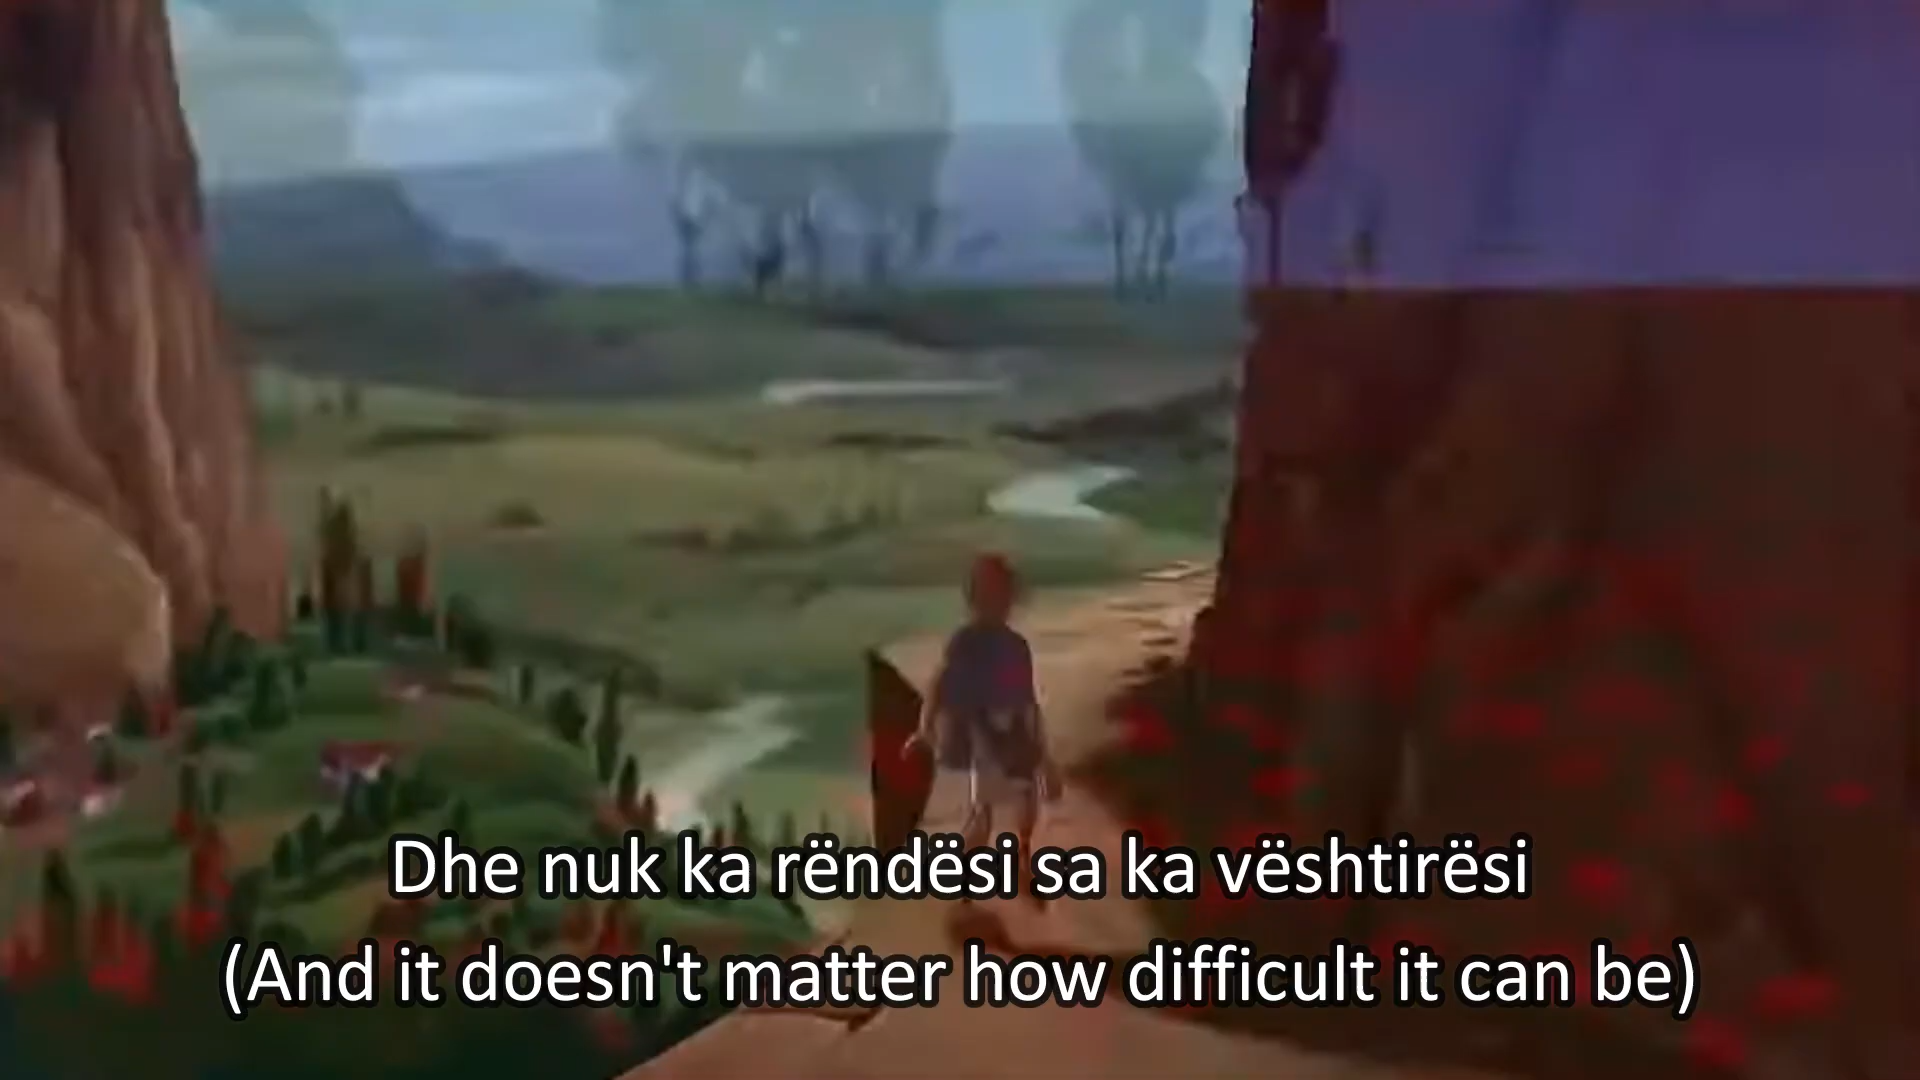 Dhe nuk ka rëndësi sa ka vështirësi
(And it doesn't matter how difficult it can be)